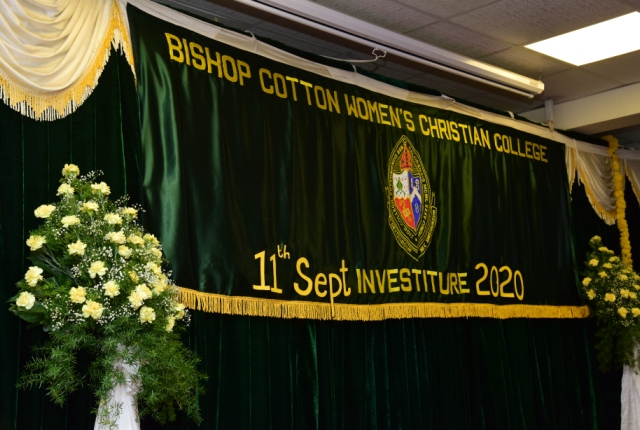 BISHOP COTTON WOMEN'S CHRISTIAN COLLEGE
11th Sept INVESTITURE 2020